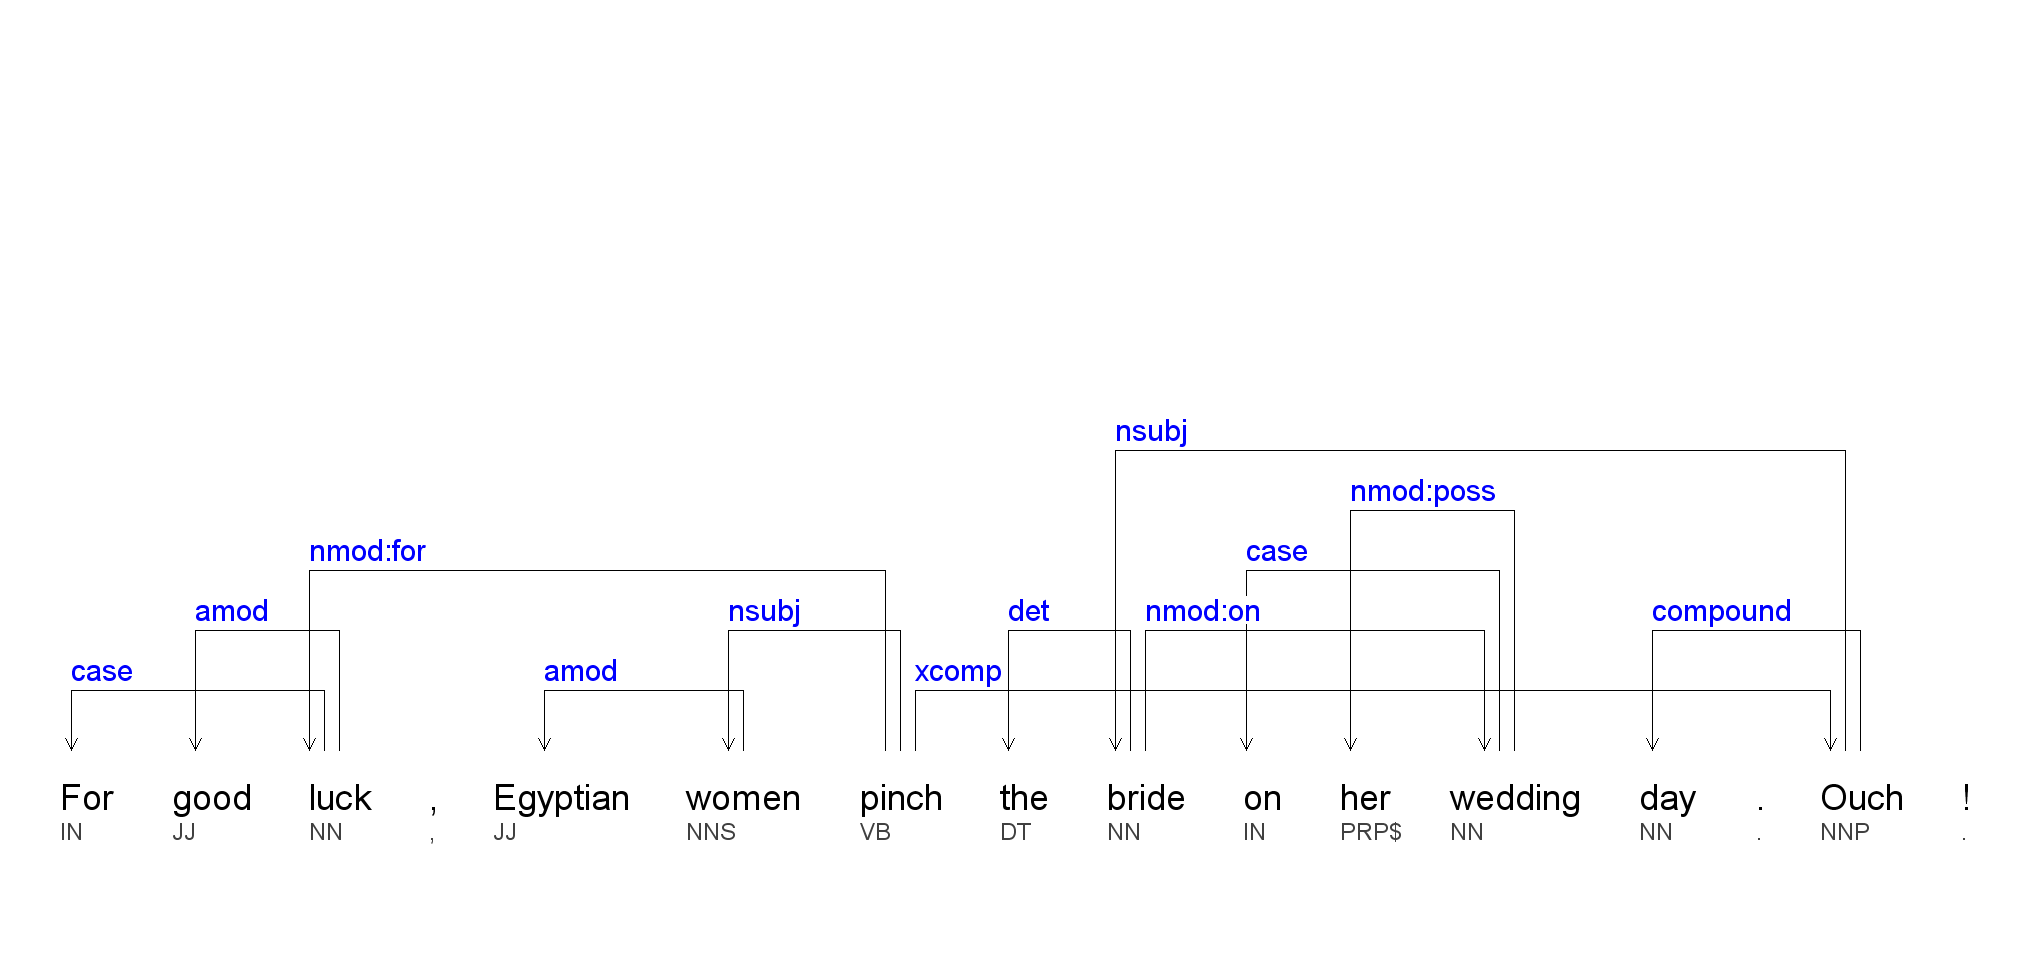 nsubj
nmod:poss
nmod:for case
amod nsubj det nmod:on compound
case amod xcomp
For good luck , Egyptian women pinch the bride on her wedding day . Ouch !
IN JJ NN , JJ NNS VB DT NN IN PRP$ NN NN . NNP .